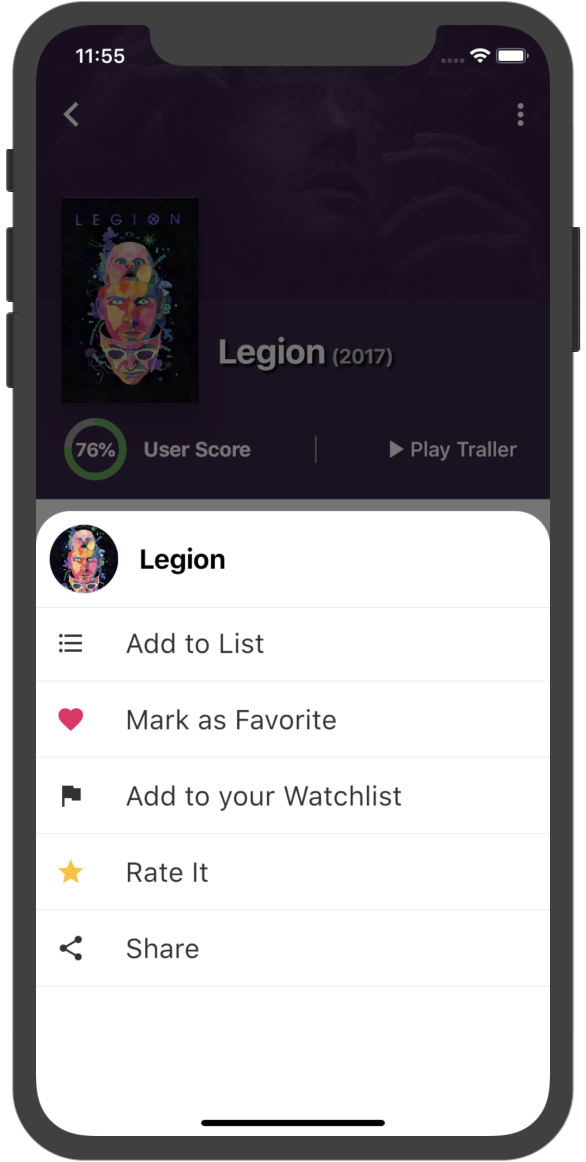 11:55
LEGION
Legion (2017)
76% User Score Play Traller
Legion
Add to List
Mark as Favorite
Add to your Watchlist
Rate It
Share